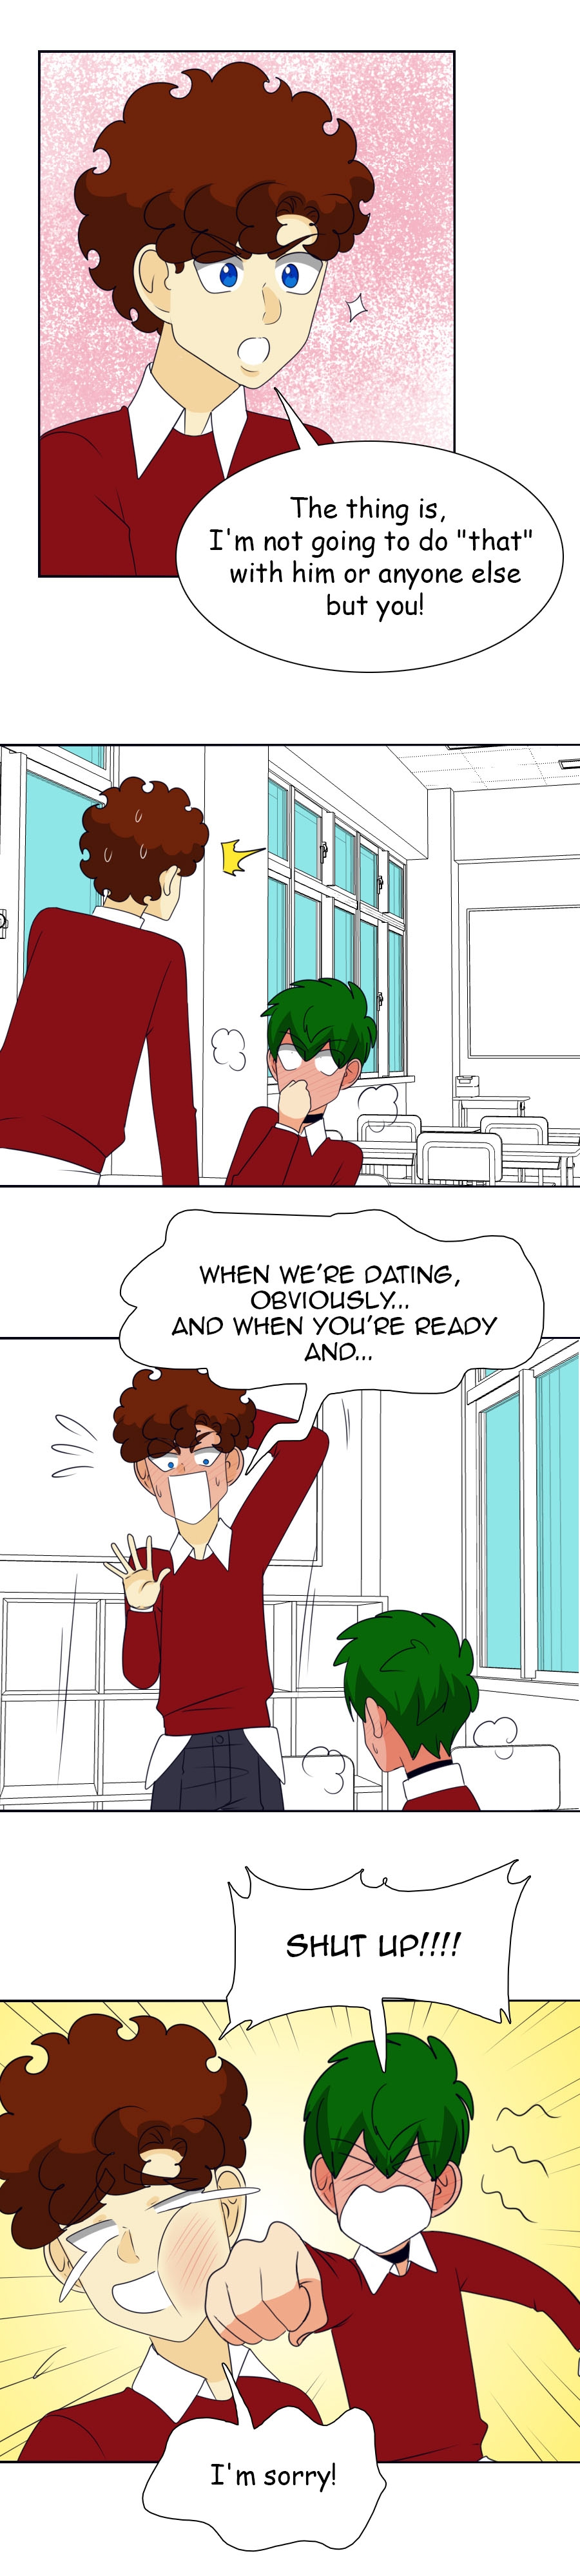 The thing is,
I'm not going to do "that"
with him or anyone else
but you!
WHEN WE'RE DATING,
OBVIOUSLY...
AND WHEN YOU'RE READY
AND...
SHUT UP!!!!
I'm sorry!